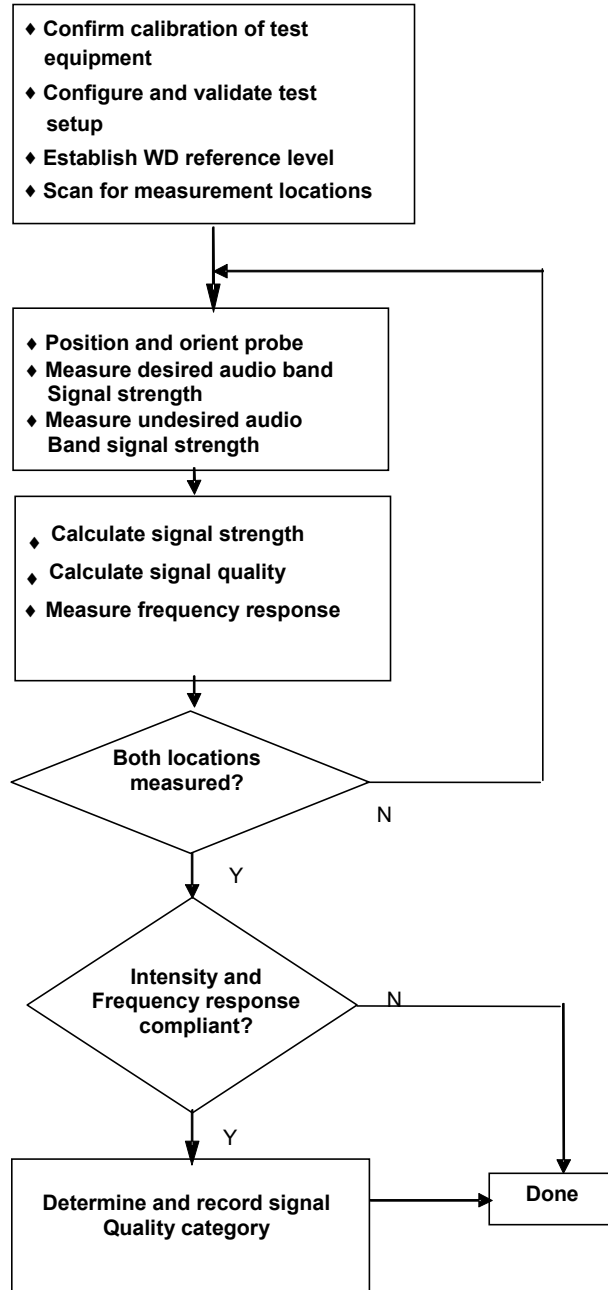 ♦ Confirm calibration of test
equipment
♦ Configure and validate test
setup
♦ Establish WD reference level
♦ Scan for measurement locations
♦ Position and orient probe
♦ Measure desired audio band
Signal strength
♦ Measure undesired audio
Band signal strength
♦ Calculate signal strength
♦ Calculate signal quality
♦ Measure frequency response
Both locations
measured?
N
Y
Intensity and
Frequency response
compliant?
N
Y
Determine and record signal
Quality category
Done